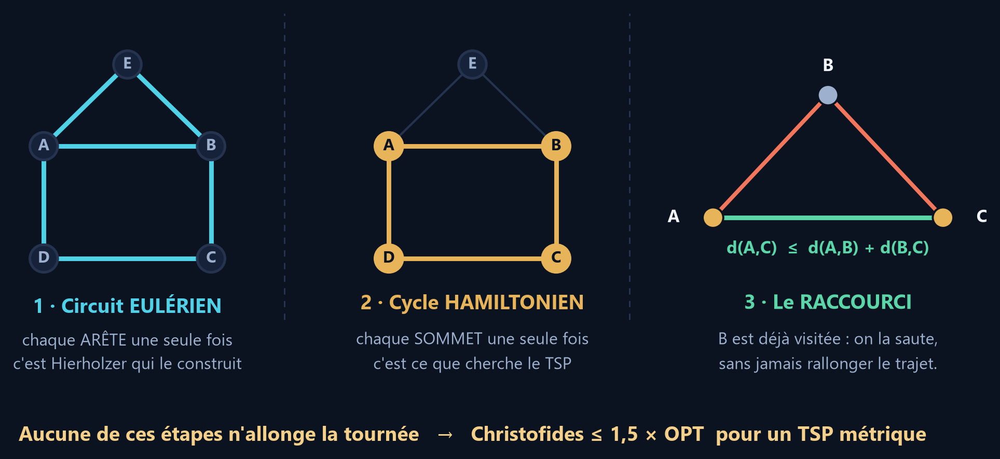 E
A
B
D
C
1 · Circuit EULÉRIEN
chaque ARÊTE une seule fois
c'est Hierholzer qui le construit
E
A
B
D
C
2 · Cycle HAMILTONIEN
chaque SOMMET une seule fois
c'est ce que cherche le TSP
B
A
C
d(A,C) ≤ d(A,B) + d(B,C)
3 · Le RACCOURCI
B est déjà visitée : on la saute,
sans jamais rallonger le trajet.
Aucune de ces étapes n'allonge la tournée → Christofides ≤ 1,5 × OPT pour un TSP métrique